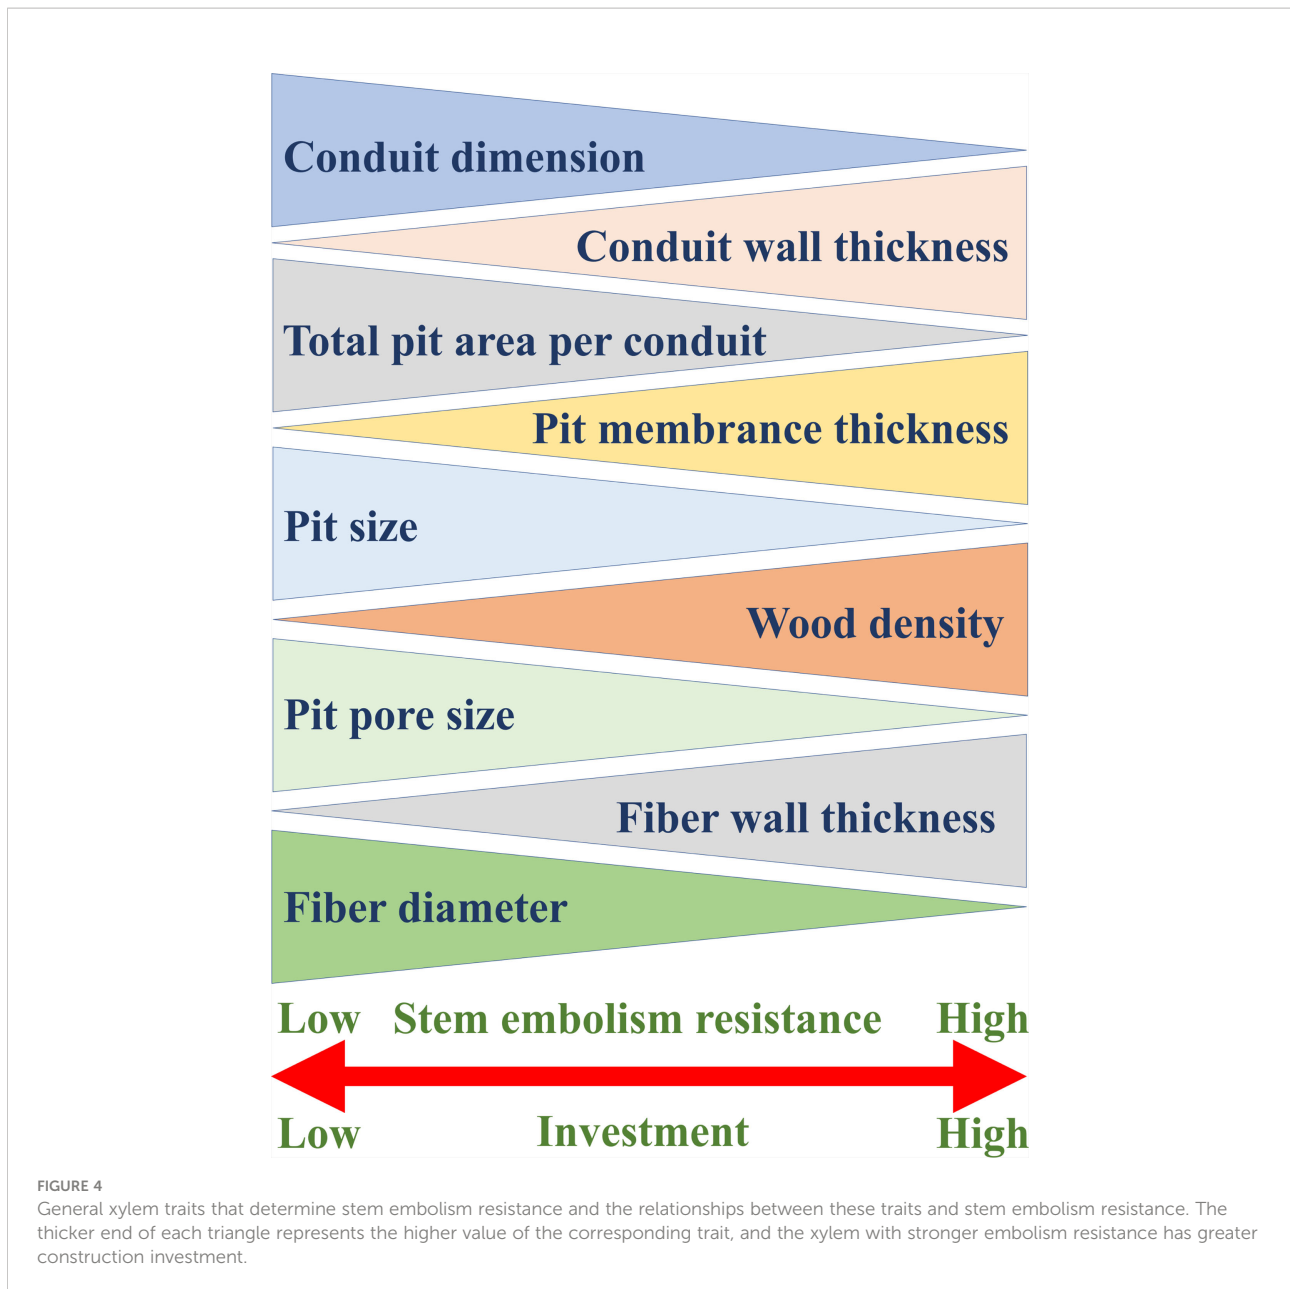 Conduit dimension
Conduit wall thickness
Total pit area per conduit
Pit membrance thickness
Pit size
Wood density
Pit pore size
Fiber wall thickness
Fiber diameter
Low Stem embolism resistance High
Low Investment High
FIGURE 4
General xylem traits that determine stem embolism resistance and the relationships between these traits and stem embolism resistance. The
thicker end of each triangle represents the higher value of the corresponding trait, and the xylem with stronger embolism resistance has greater
construction investment.